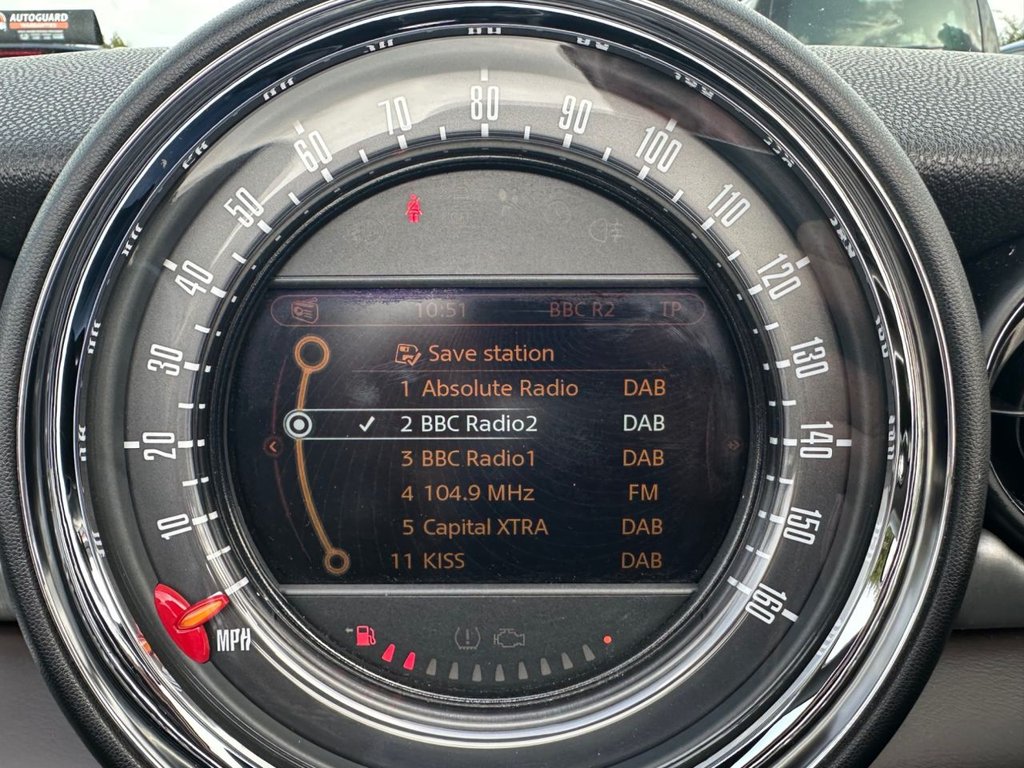 AUTOGUARD
WARRANTIES
10
20
30
40
50
60
70
80
90
100
110
120
130
140
150
160
MPH
10:51 BBC R2 TP
Save station
1 Absolute Radio DAB
2 BBC Radio2 DAB
3 BBC Radio1 DAB
4 104.9 MHz FM
5 Capital XTRA DAB
11 KISS DAB